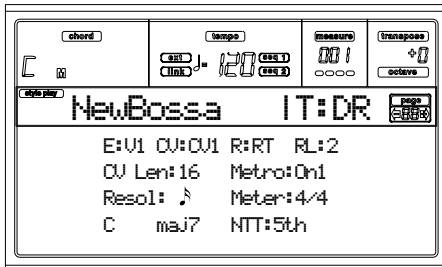 chord tempo measure transpose
C M ext link ♩= 120 seq 1 seq 2 001 +0
octave
style play NewBossa IT:DR page
E:V1 CV:CV1 R:RT RL:2
CV Len:16 Metro:On1
Resol: ♪ Meter:4/4
C maj7 NTT:5th